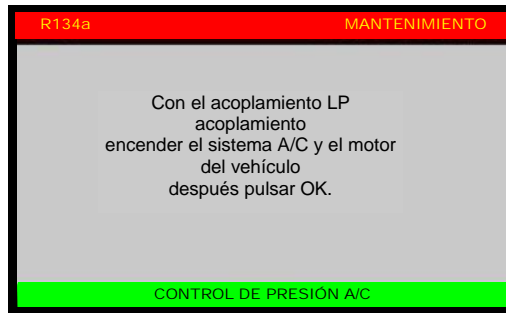 R134a MANTENIMIENTO
Con el acoplamiento LP
acoplamiento
encender el sistema A/C y el motor
del vehículo
después pulsar OK.
CONTROL DE PRESIÓN A/C